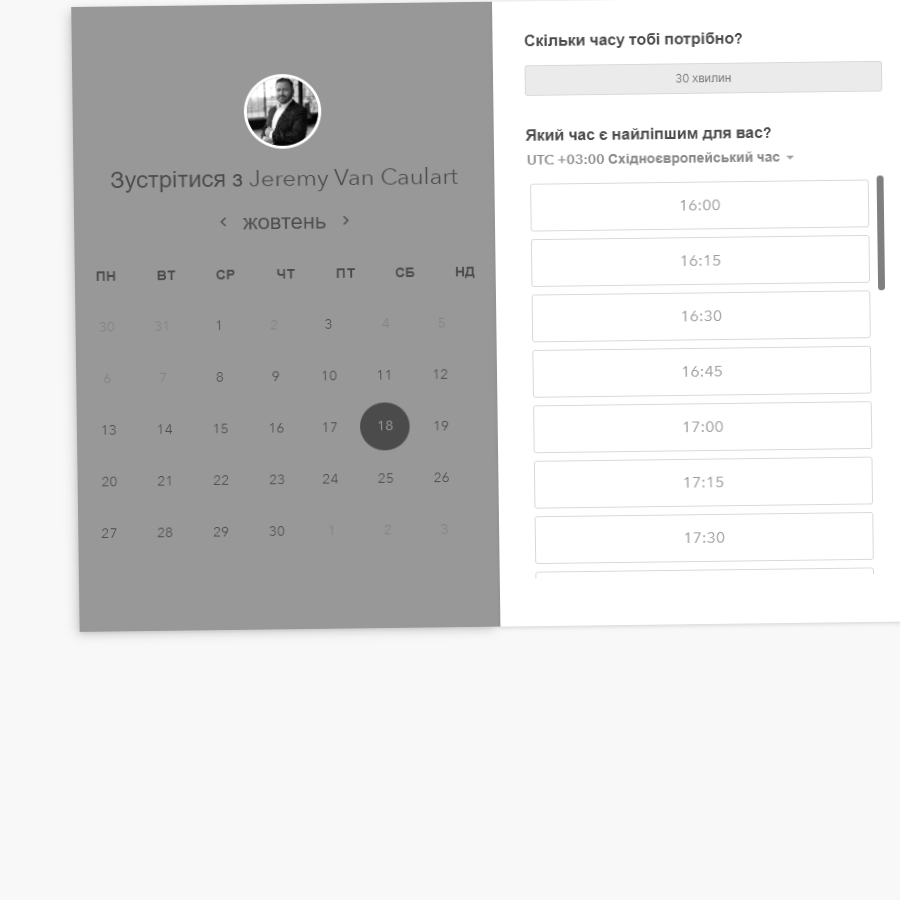 Зустрітися з Jeremy Van Caulart
жовтень
ПН ВТ СР ЧТ ПТ СБ НД
30 31 1 2 3 4 5
6 7 8 9 10 11 12
13 14 15 16 17 18 19
20 21 22 23 24 25 26
27 28 29 30 1 2 3
Скільки часу тобі потрібно?
30 хвилин
Який час є найліпшим для вас?
UTC +03:00 Східноєвропейський час
16:00
16:15
16:30
16:45
17:00
17:15
17:30